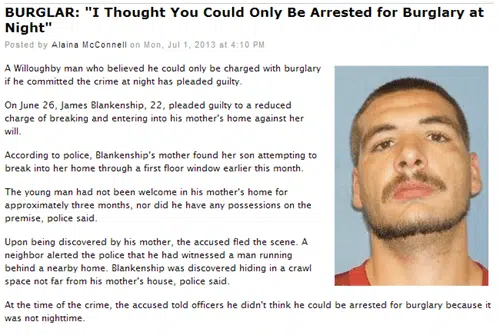 BURGLAR: "I Thought You Could Only Be Arrested for Burglary at
Night"
Posted by Alaina McConnell on Mon, Jul 1, 2013 at 4:10 PM
A Willoughby man who believed he could only be charged with burglary
if he committed the crime at night has pleaded guilty.
On June 26, James Blankenship, 22, pleaded guilty to a reduced
charge of breaking and entering into his mother's home against her
will.
According to police, Blankenship's mother found her son attempting to
break into her home through a first floor window earlier this month.
The young man had not been welcome in his mother's home for
approximately three months, nor did he have any possessions on the
premise, police said.
Upon being discovered by his mother, the accused fled the scene. A
neighbor alerted the police that he had witnessed a man running
behind a nearby home. Blankenship was discovered hiding in a crawl
space not far from his mother's house, police said.
At the time of the crime, the accused told officers he didn't think he could be arrested for burglary because it
was not nighttime.